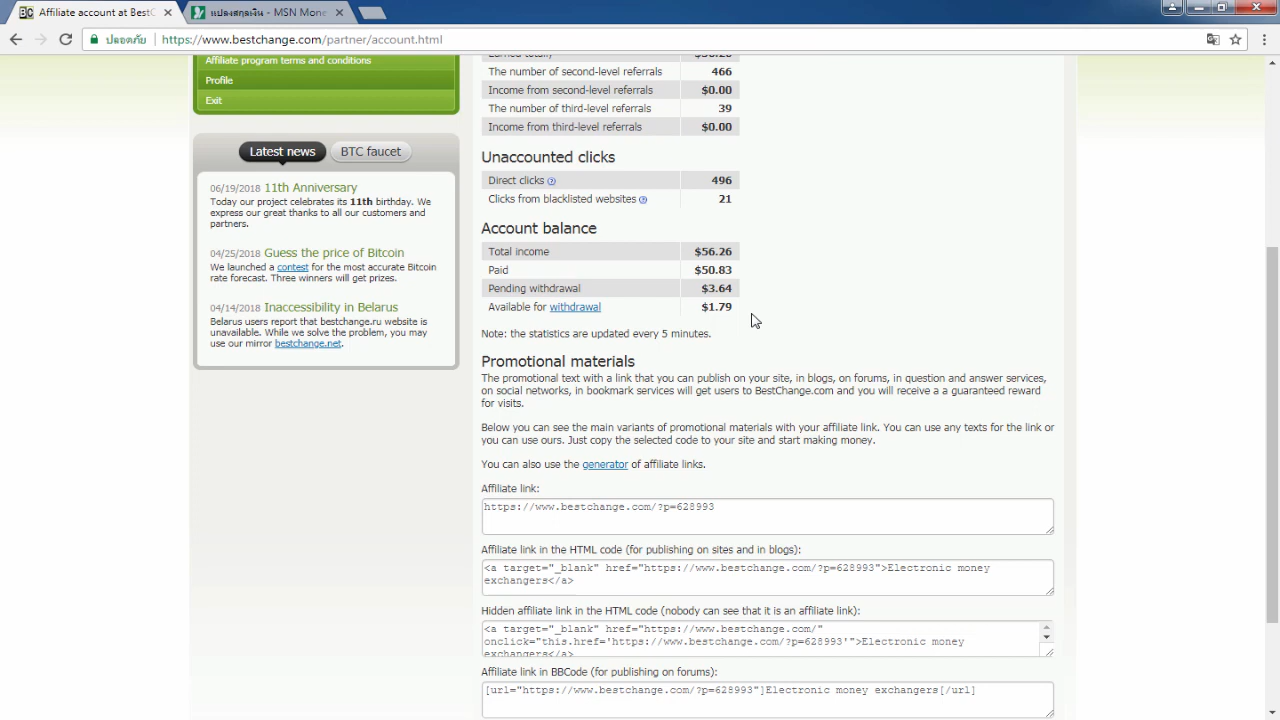 Affiliate account at BestC
แปลงสกุลเงิน - MSN Mone
ปลอดภัย
https://www.bestchange.com/partner/account.html
Affiliate program terms and conditions
Profile
Exit
Latest news
BTC faucet
06/19/2018 11th Anniversary
Today our project celebrates its 11th birthday. We
express our great thanks to all our customers and
partners.
04/25/2018 Guess the price of Bitcoin
We launched a contest for the most accurate Bitcoin
rate forecast. Three winners will get prizes.
04/14/2018 Inaccessibility in Belarus
Belarus users report that bestchange.ru website is
unavailable. While we solve the problem, you may
use our mirror bestchange.net.
The number of second-level referrals 466
Income from second-level referrals $0.00
The number of third-level referrals 39
Income from third-level referrals $0.00
Unaccounted clicks
Direct clicks 496
Clicks from blacklisted websites 21
Account balance
Total income $56.26
Paid $50.83
Pending withdrawal $3.64
Available for withdrawal $1.79
Note: the statistics are updated every 5 minutes.
Promotional materials
The promotional text with a link that you can publish on your site, in blogs, on forums, in question and answer services,
on social networks, in bookmark services will get users to BestChange.com and you will receive a a guaranteed reward
for visits.
Below you can see the main variants of promotional materials with your affiliate link. You can use any texts for the link or
you can use ours. Just copy the selected code to your site and start making money.
You can also use the generator of affiliate links.
Affiliate link:
https://www.bestchange.com/?p=628993
Affiliate link in the HTML code (for publishing on sites and in blogs):
<a target="_blank" href="https://www.bestchange.com/?p=628993">Electronic money
exchangers</a>
Hidden affiliate link in the HTML code (nobody can see that it is an affiliate link):
<a target="_blank" href="https://www.bestchange.com/"
onclick="this.href='https://www.bestchange.com/?p=628993'">Electronic money
exchangers</a>
Affiliate link in BBCode (for publishing on forums):
[url="https://www.bestchange.com/?p=628993"]Electronic money exchangers[/url]